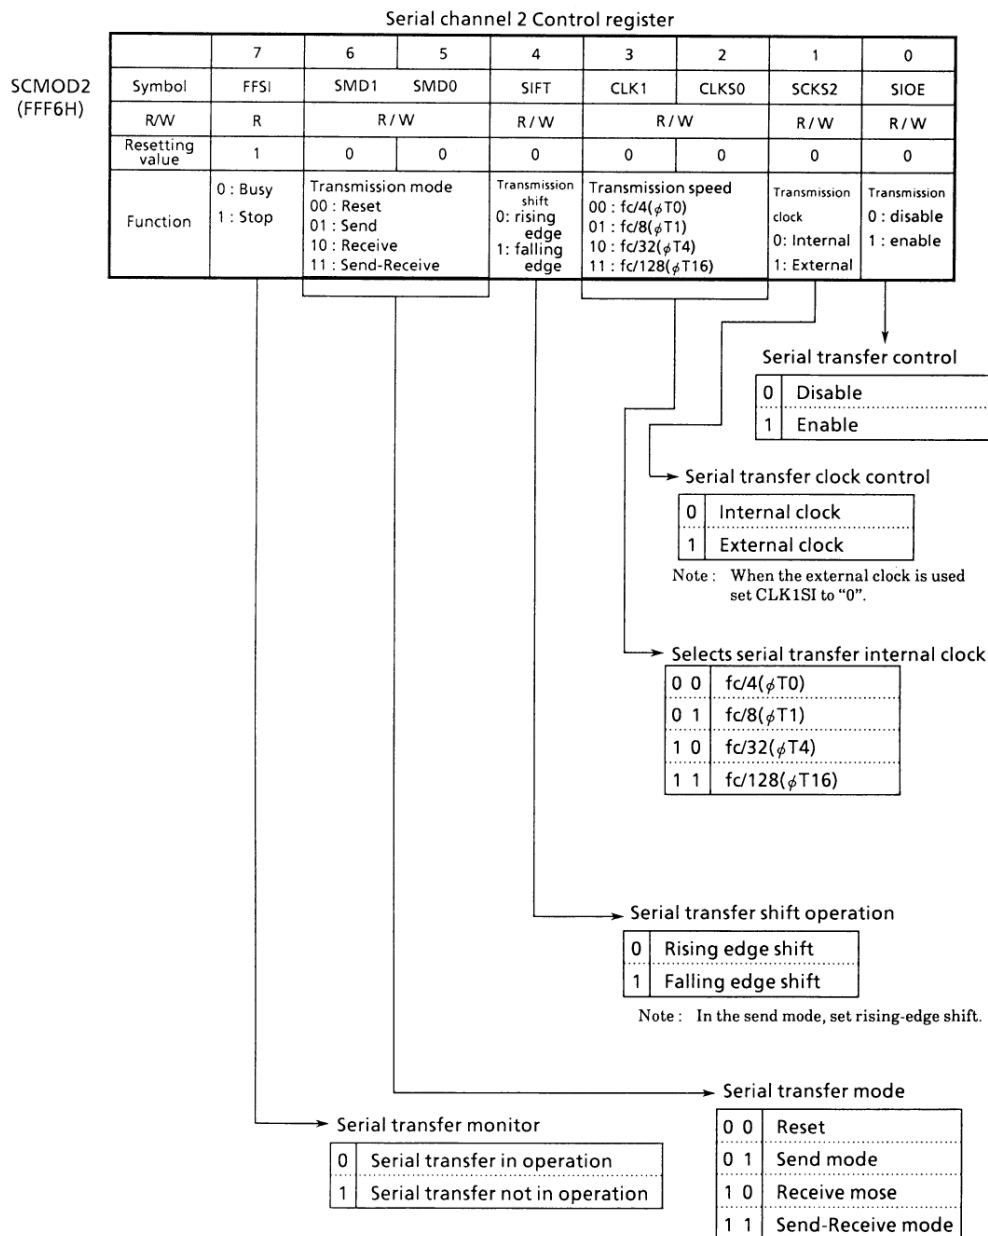 Serial channel 2 Control register
7 6 5 4 3 2 1 0
SCMOD2
(FFF6H)
Symbol FFSI SMD1 SMD0 SIFT CLK1 CLKS0 SCKS2 SIOE
R/W R R/W R/W R/W R/W R/W
Resetting value 1 0 0 0 0 0 0 0
Function
0 : Busy
1 : Stop
Transmission mode
00 : Reset
01 : Send
10 : Receive
11 : Send-Receive
Transmission
shift
0: rising
edge
1: falling
edge
Transmission speed
00 : fc/4(φT0)
01 : fc/8(φT1)
10 : fc/32(φT4)
11 : fc/128(φT16)
Transmission
clock
0: Internal
1: External
Transmission
0 : disable
1 : enable
Serial transfer control
0 Disable
1 Enable
Serial transfer clock control
0 Internal clock
1 External clock
Note : When the external clock is used
set CLK1SI to “0”.
Selects serial transfer internal clock
0 0 fc/4(φT0)
0 1 fc/8(φT1)
1 0 fc/32(φT4)
1 1 fc/128(φT16)
Serial transfer shift operation
0 Rising edge shift
1 Falling edge shift
Note : In the send mode, set rising-edge shift.
Serial transfer mode
0 0 Reset
0 1 Send mode
1 0 Receive mose
1 1 Send-Receive mode
Serial transfer monitor
0 Serial transfer in operation
1 Serial transfer not in operation